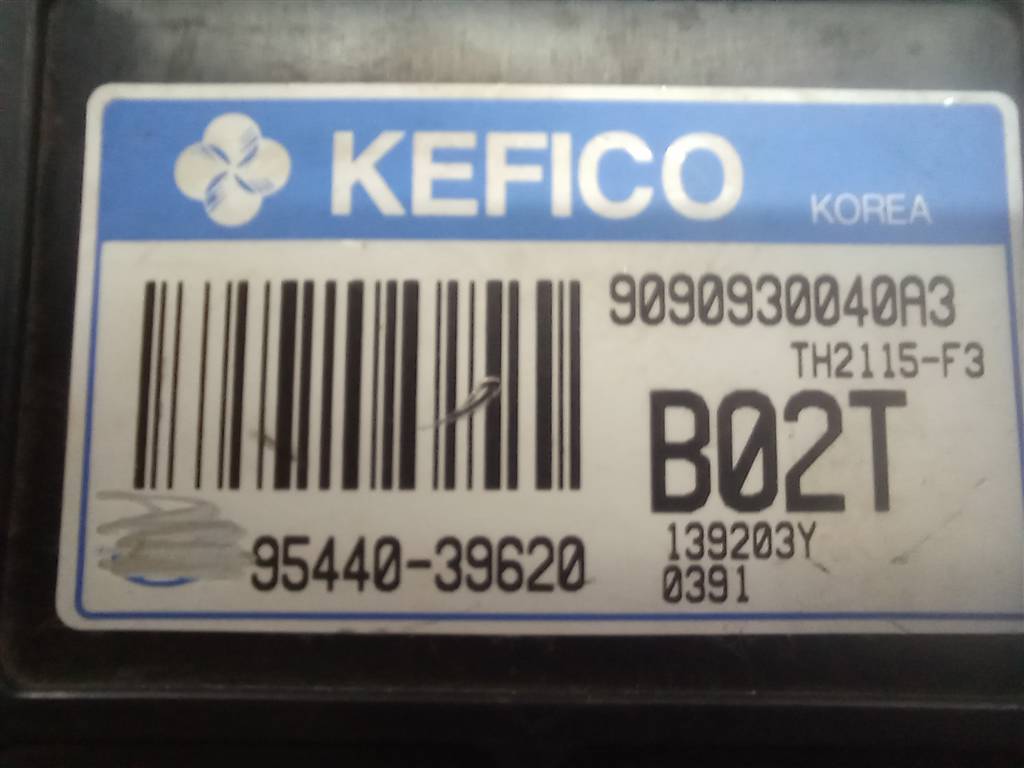 KEFICO KOREA
9090930040A3
TH2115-F3
B02T
95440-39620
139203Y
0391